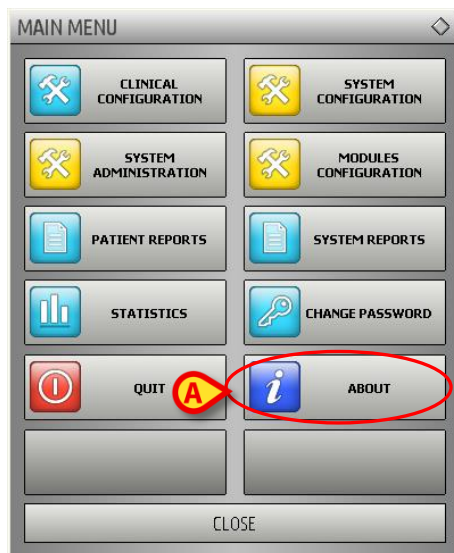 MAIN MENU
CLINICAL
CONFIGURATION
SYSTEM
CONFIGURATION
SYSTEM
ADMINISTRATION
MODULES
CONFIGURATION
PATIENT REPORTS
SYSTEM REPORTS
STATISTICS
CHANGE PASSWORD
QUIT
A
i
ABOUT
CLOSE